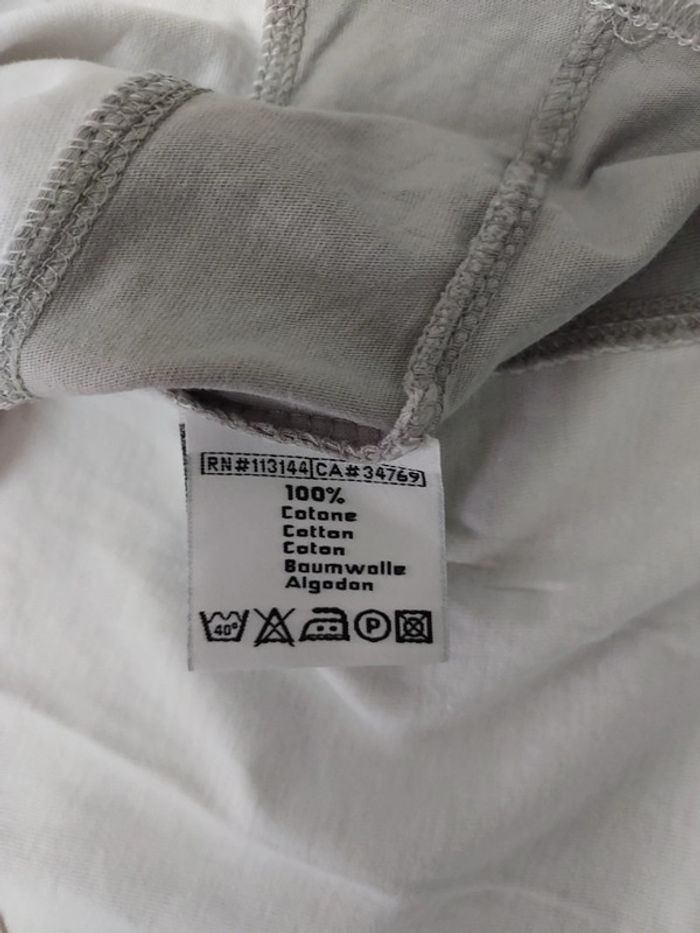 RN#113144 CA#34769
100%
Cotone
Cotton
Coton
Baumwolle
Algodon
40° P